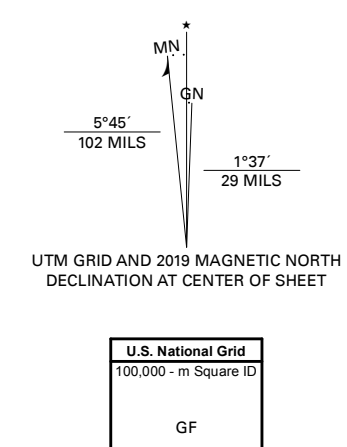 ★
MN
GN
5°45´
102 MILS
1°37´
29 MILS
UTM GRID AND 2019 MAGNETIC NORTH
DECLINATION AT CENTER OF SHEET
U.S. National Grid
100,000 - m Square ID
GF